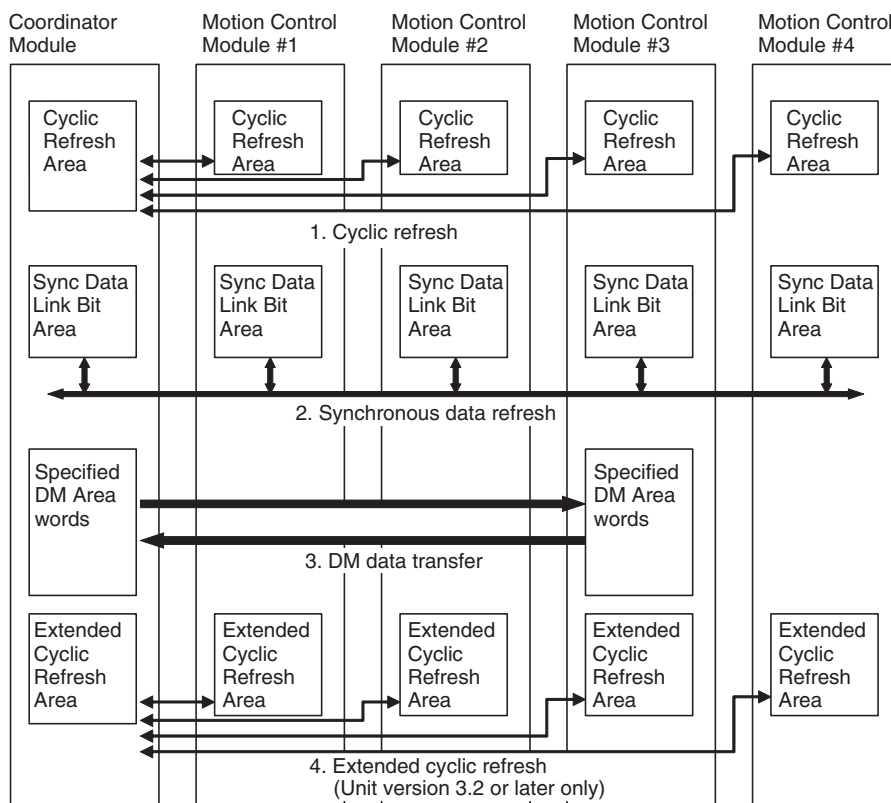 Coordinator
Module
Motion Control
Module #1
Motion Control
Module #2
Motion Control
Module #3
Motion Control
Module #4
Cyclic
Refresh
Area
Cyclic
Refresh
Area
Cyclic
Refresh
Area
Cyclic
Refresh
Area
Cyclic
Refresh
Area
1. Cyclic refresh
Sync Data
Link Bit
Area
Sync Data
Link Bit
Area
Sync Data
Link Bit
Area
Sync Data
Link Bit
Area
Sync Data
Link Bit
Area
2. Synchronous data refresh
Specified
DM Area
words
Specified
DM Area
words
3. DM data transfer
Extended
Cyclic
Refresh
Area
Extended
Cyclic
Refresh
Area
Extended
Cyclic
Refresh
Area
Extended
Cyclic
Refresh
Area
Extended
Cyclic
Refresh
Area
4. Extended cyclic refresh
(Unit version 3.2 or later only)